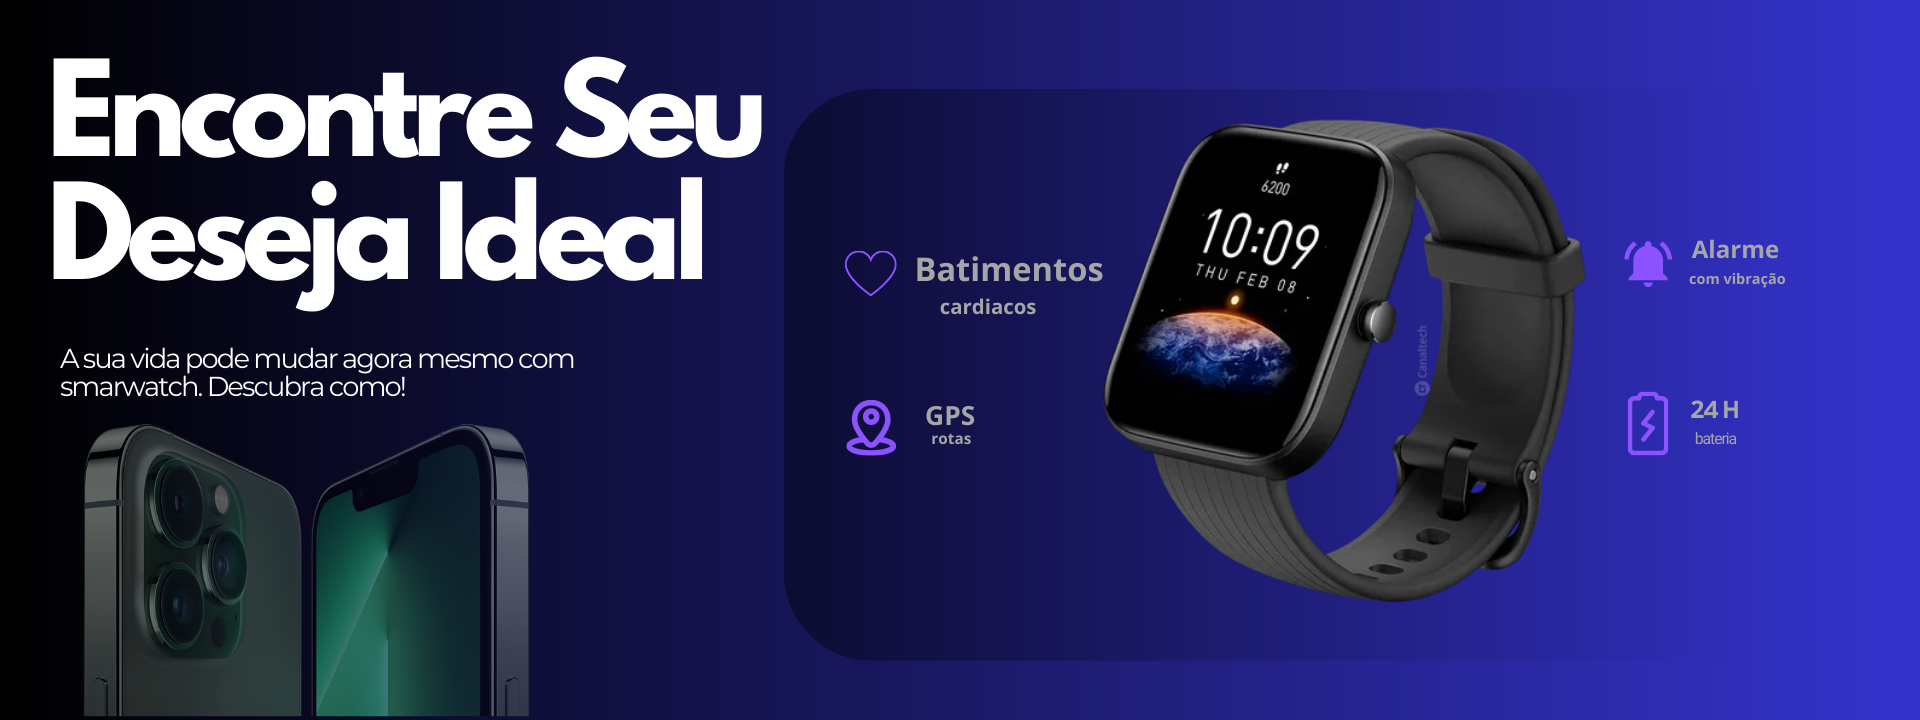 Encontre Seu
Deseja Ideal
A sua vida pode mudar agora mesmo com
smarwatch. Descubra como!
Batimentos
cardiacos
GPS
rotas
6200
10:09
THU FEB 08
Canaltech
Alarme
com vibração
24 H
bateria